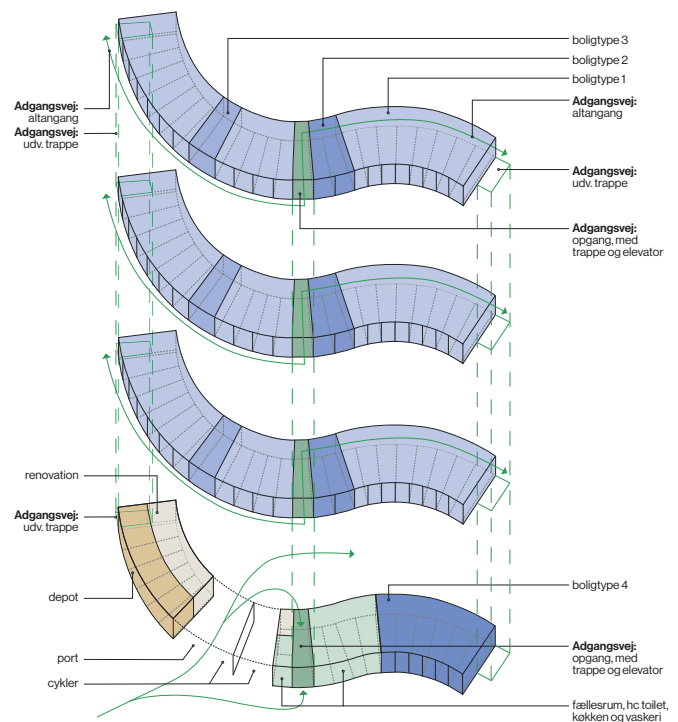 boligtype 3
boligtype 2
boligtype 1
Adgangsvej:
altangang
Adgangsvej:
udv. trappe
Adgangsvej:
altangang
Adgangsvej:
udv. trappe
Adgangsvej:
opgang, med
trappe og elevator
renovation
Adgangsvej:
udv. trappe
depot
port
cykler
boligtype 4
Adgangsvej:
opgang, med
trappe og elevator
fællesrum, hc toilet,
køkken og vaskeri